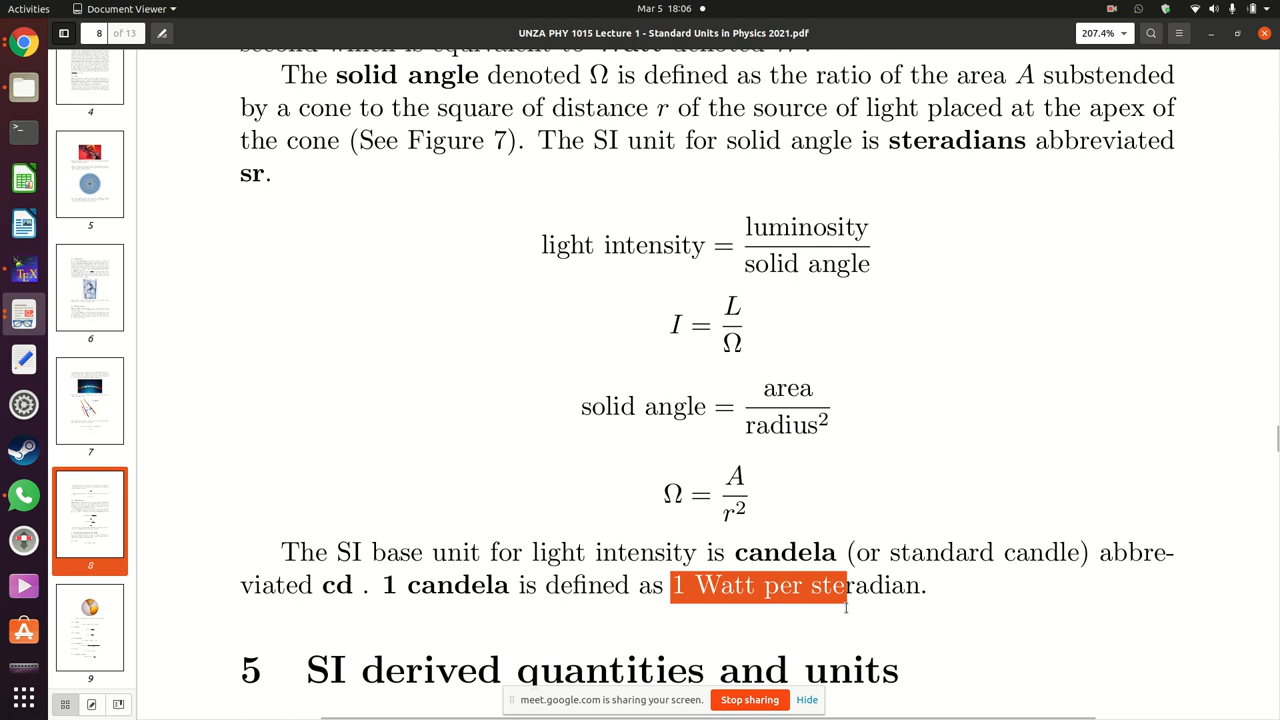 Activities
Document Viewer
Mar 5 18:06
8 of 13
UNZA PHY 1015 Lecture 1 - Standard Units in Physics 2021.pdf
207.4%
The solid angle denoted Ω is defined as the ratio of the area A substended
by a cone to the square of distance r of the source of light placed at the apex of
the cone (See Figure 7). The SI unit for solid angle is steradians abbreviated
sr.
light intensity = luminosity / solid angle
I = L / Ω
solid angle = area / radius²
Ω = A / r²
The SI base unit for light intensity is candela (or standard candle) abbre-
viated cd . 1 candela is defined as 1 Watt per steradian.
5 SI derived quantities and units
meet.google.com is sharing your screen.
Stop sharing
Hide
4
5
6
7
8
9